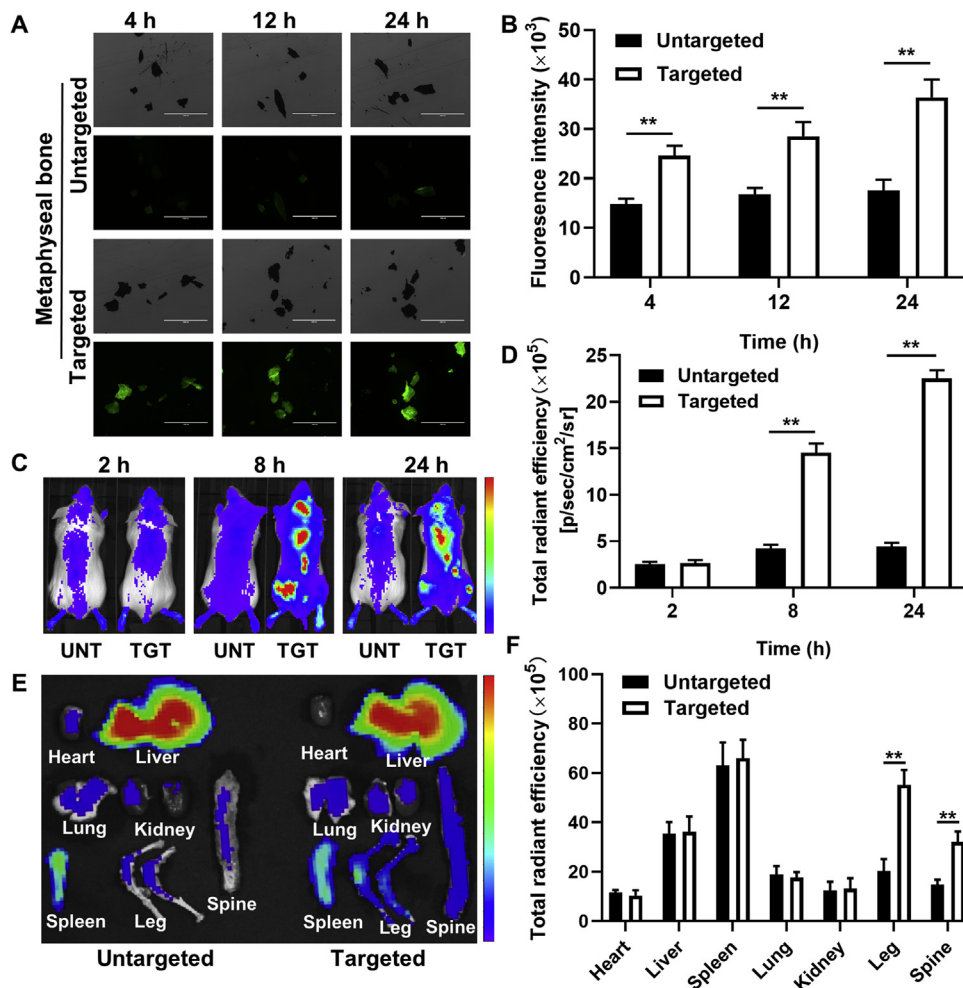 A
4 h
12 h
24 h
Metaphyseal bone
Untargeted
Targeted
B
Fluoresence intensity (×10³)
50
40
30
20
10
0
Untargeted
Targeted
**
**
**
4
12
24
Time (h)
C
2 h
8 h
24 h
UNT
TGT
UNT
TGT
UNT
TGT
D
Total radiant efficiency (×10⁵)
[p/sec/cm²/sr]
25
20
15
10
5
0
Untargeted
Targeted
**
**
2
8
24
Time (h)
E
Heart
Liver
Lung
Kidney
Spleen
Leg
Spine
Heart
Liver
Lung
Kidney
Spleen
Leg
Spine
Untargeted
Targeted
F
Total radiant efficiency (×10⁵)
100
80
60
40
20
0
Untargeted
Targeted
**
**
Heart
Liver
Spleen
Lung
Kidney
Leg
Spine